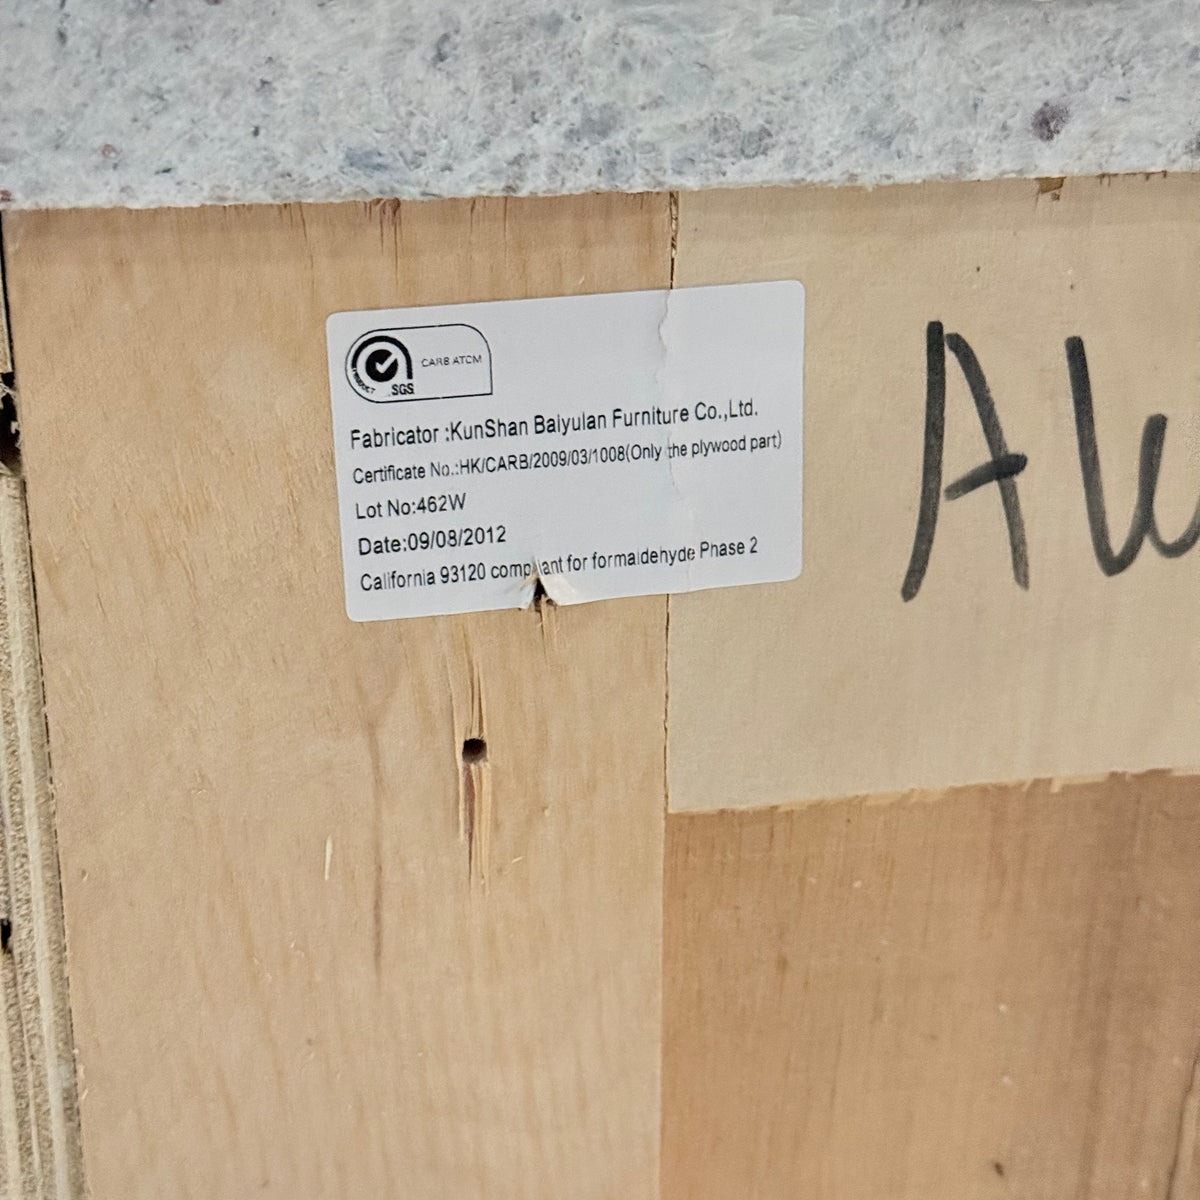 CARB ATCM
PRODUCT
SGS
Fabricator :KunShan Baiyulan Furniture Co.,Ltd.
Certificate No.:HK/CARB/2009/03/1008(Only the plywood part)
Lot No:462W
Date:09/08/2012
California 93120 compliant for formaldehyde Phase 2